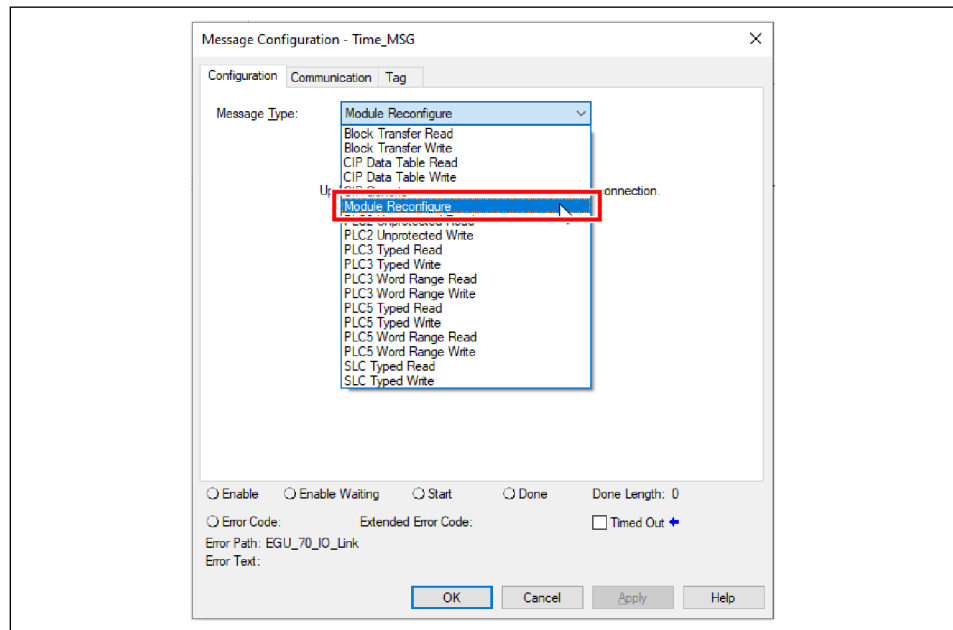 Message Configuration - Time_MSG
Configuration Communication Tag
Message Type: Module Reconfigure
Block Transfer Read
Block Transfer Write
CIP Data Table Read
CIP Data Table Write
onnection.
Module Reconfigure
PLC2 Unprotected Write
PLC3 Typed Read
PLC3 Typed Write
PLC3 Word Range Read
PLC3 Word Range Write
PLC5 Typed Read
PLC5 Typed Write
PLC5 Word Range Read
PLC5 Word Range Write
SLC Typed Read
SLC Typed Write
Enable Enable Waiting Start Done Done Length: 0
Error Code: Extended Error Code: Timed Out
Error Path: EGU_70_IO_Link
Error Text:
OK Cancel Apply Help